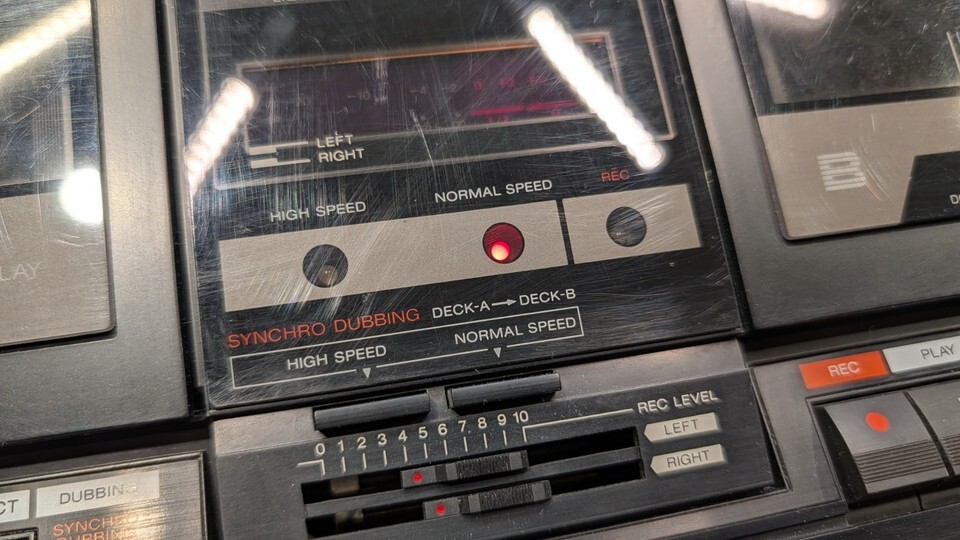 LEFT
RIGHT
HIGH SPEED
NORMAL SPEED
REC
SYNCHRO DUBBING DECK-A → DECK-B
HIGH SPEED
NORMAL SPEED
0 1 2 3 4 5 6 7 8 9 10
REC LEVEL
LEFT
RIGHT
REC
PLAY
DUBBING
SYNCHRO
DUBBING
LAY
CT